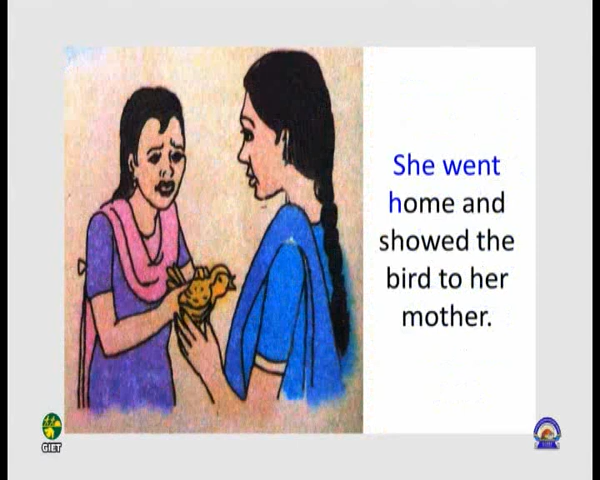 She went
home and
showed the
bird to her
mother.
GIET